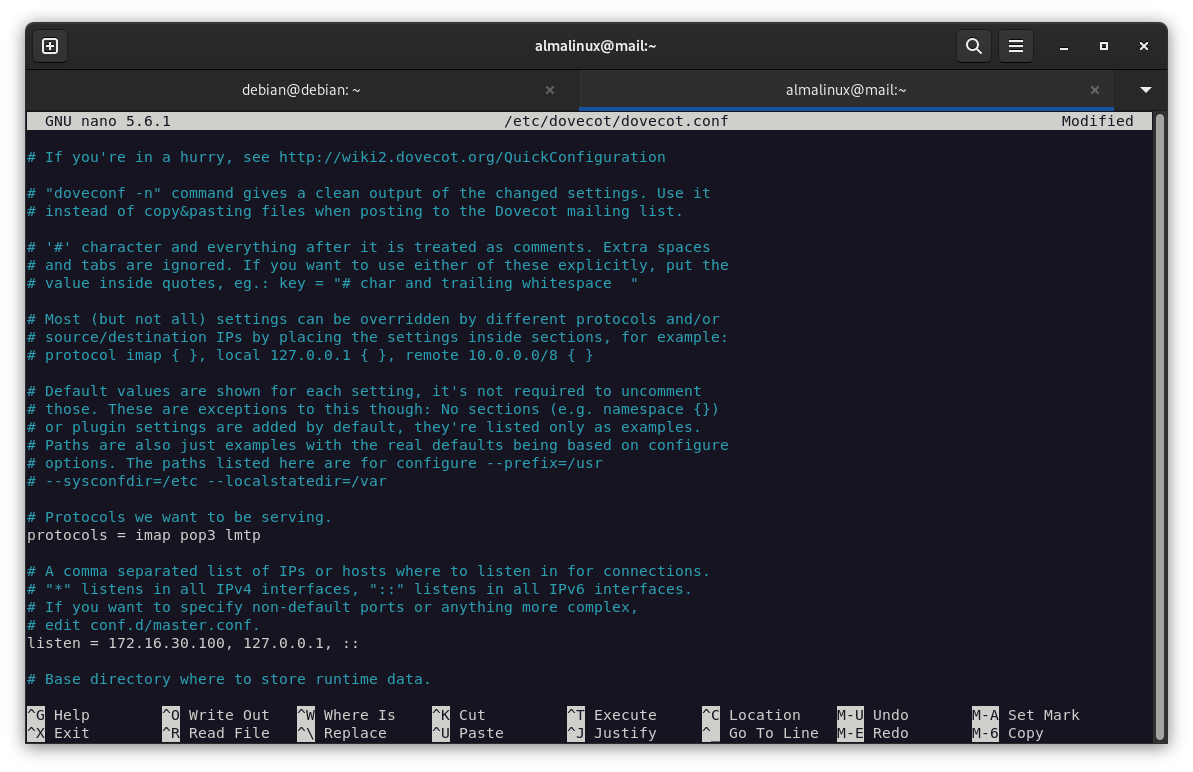 almalinux@mail:~
debian@debian: ~
almalinux@mail:~
GNU nano 5.6.1 /etc/dovecot/dovecot.conf Modified
# If you're in a hurry, see http://wiki2.dovecot.org/QuickConfiguration
# "doveconf -n" command gives a clean output of the changed settings. Use it
# instead of copy&pasting files when posting to the Dovecot mailing list.
# '#' character and everything after it is treated as comments. Extra spaces
# and tabs are ignored. If you want to use either of these explicitly, put the
# value inside quotes, eg.: key = "# char and trailing whitespace  "
# Most (but not all) settings can be overridden by different protocols and/or
# source/destination IPs by placing the settings inside sections, for example:
# protocol imap { }, local 127.0.0.1 { }, remote 10.0.0.0/8 { }
# Default values are shown for each setting, it's not required to uncomment
# those. These are exceptions to this though: No sections (e.g. namespace {})
# or plugin settings are added by default, they're listed only as examples.
# Paths are also just examples with the real defaults being based on configure
# options. The paths listed here are for configure --prefix=/usr
# --sysconfdir=/etc --localstatedir=/var
# Protocols we want to be serving.
protocols = imap pop3 lmtp
# A comma separated list of IPs or hosts where to listen in for connections.
# "*" listens in all IPv4 interfaces, "::" listens in all IPv6 interfaces.
# If you want to specify non-default ports or anything more complex,
# edit conf.d/master.conf.
listen = 172.16.30.100, 127.0.0.1, ::
# Base directory where to store runtime data.
^G Help ^O Write Out ^W Where Is ^K Cut ^T Execute ^C Location M-U Undo M-A Set Mark
^X Exit ^R Read File ^\ Replace ^U Paste ^J Justify ^_ Go To Line M-E Redo M-6 Copy